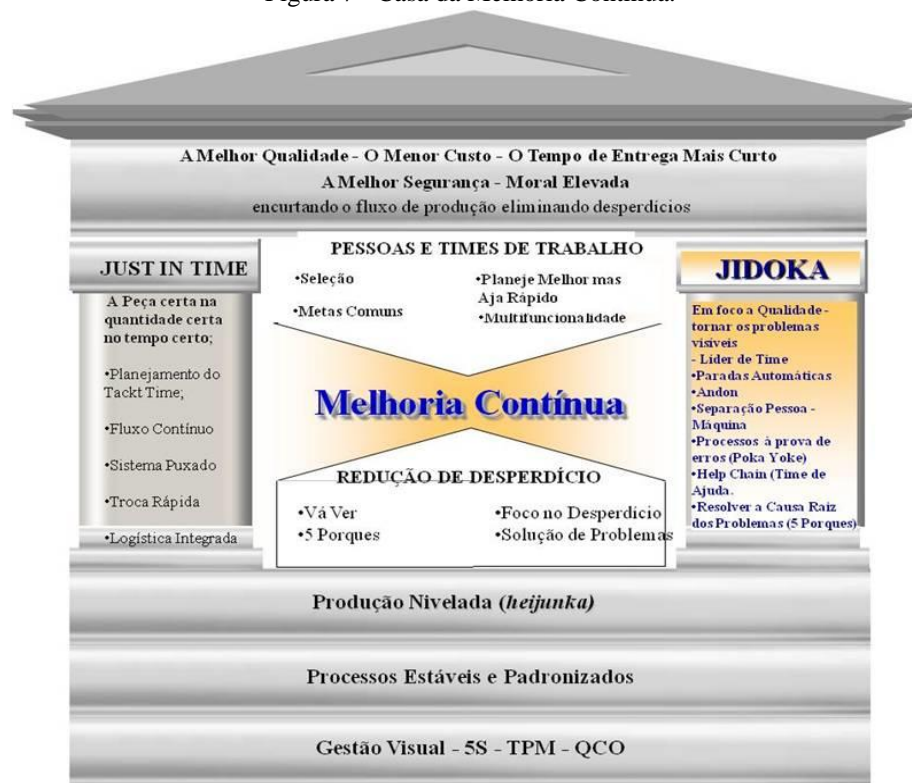 A Melhor Qualidade - O Menor Custo - O Tempo de Entrega Mais Curto
A Melhor Segurança - Moral Elevada
encurtando o fluxo de produção eliminando desperdicios
JUST IN TIME
A Peça certa na
quantidade certa
no tempo certo;
•Planejamento do
Tackt Time;
•Fluxo Contínuo
•Sistema Puxado
•Troca Rápida
•Logística Integrada
PESSOAS E TIMES DE TRABALHO
•Seleção
•Metas Comuns
•Planeje Melhor mas
Aja Rápido
•Multifuncionalidade
Melhoria Contínua
REDUÇÃO DE DESPERDÍCIO
•Vá Ver
•5 Porques
•Foco no Desperdício
•Solução de Problemas
JIDOKA
Em foco a Qualidade -
tornar os problemas
visíveis
- Líder de Time
•Paradas Automáticas
•Andon
•Separação Pessoa -
Máquina
•Processos à prova de
erros (Poka Yoke)
•Help Chain (Time de
Ajuda.
•Resolver a Causa Raiz
dos Problemas (5 Porques)
Produção Nivelada (heijunka)
Processos Estáveis e Padronizados
Gestão Visual - 5S - TPM - QCO